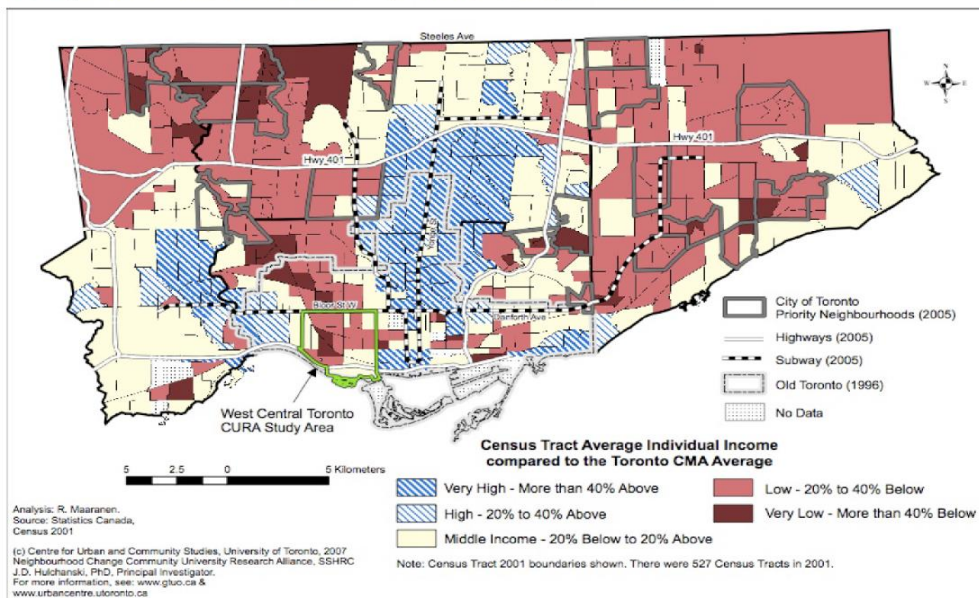 Steeles Ave
Hwy 401
Hwy 401
Yonge St
Bloor St W
Danforth Ave
West Central Toronto
CURA Study Area
City of Toronto
Priority Neighbourhoods (2005)
Highways (2005)
Subway (2005)
Old Toronto (1996)
No Data
N
W
E
S
5 2.5 0 5 Kilometers
Census Tract Average Individual Income
compared to the Toronto CMA Average
Very High - More than 40% Above
High - 20% to 40% Above
Middle Income - 20% Below to 20% Above
Low - 20% to 40% Below
Very Low - More than 40% Below
Note: Census Tract 2001 boundaries shown. There were 527 Census Tracts in 2001.
Analysis: R. Maaranen.
Source: Statistics Canada,
Census 2001
(c) Centre for Urban and Community Studies, University of Toronto, 2007
Neighbourhood Change Community University Research Alliance, SSHRC
J.D. Hulchanski, PhD, Principal Investigator.
For more information, see: www.gtuo.ca &
www.urbancentre.utoronto.ca